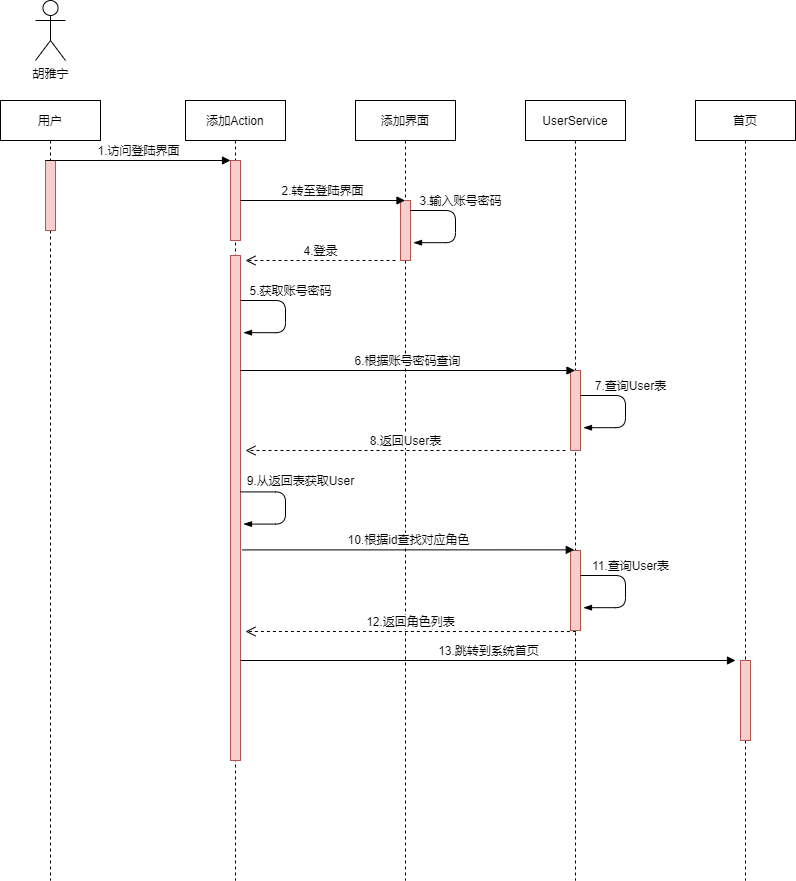 胡雅宁
用户
添加Action
添加界面
UserService
首页
1.访问登陆界面
2.转至登陆界面
3.输入账号密码
4.登录
5.获取账号密码
6.根据账号密码查询
7.查询User表
8.返回User表
9.从返回表获取User
10.根据id查找对应角色
11.查询User表
12.返回角色列表
13.跳转到系统首页